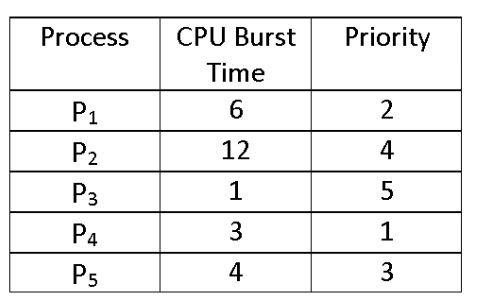 Process CPU Burst Time Priority
P₁ 6 2
P₂ 12 4
P₃ 1 5
P₄ 3 1
P₅ 4 3